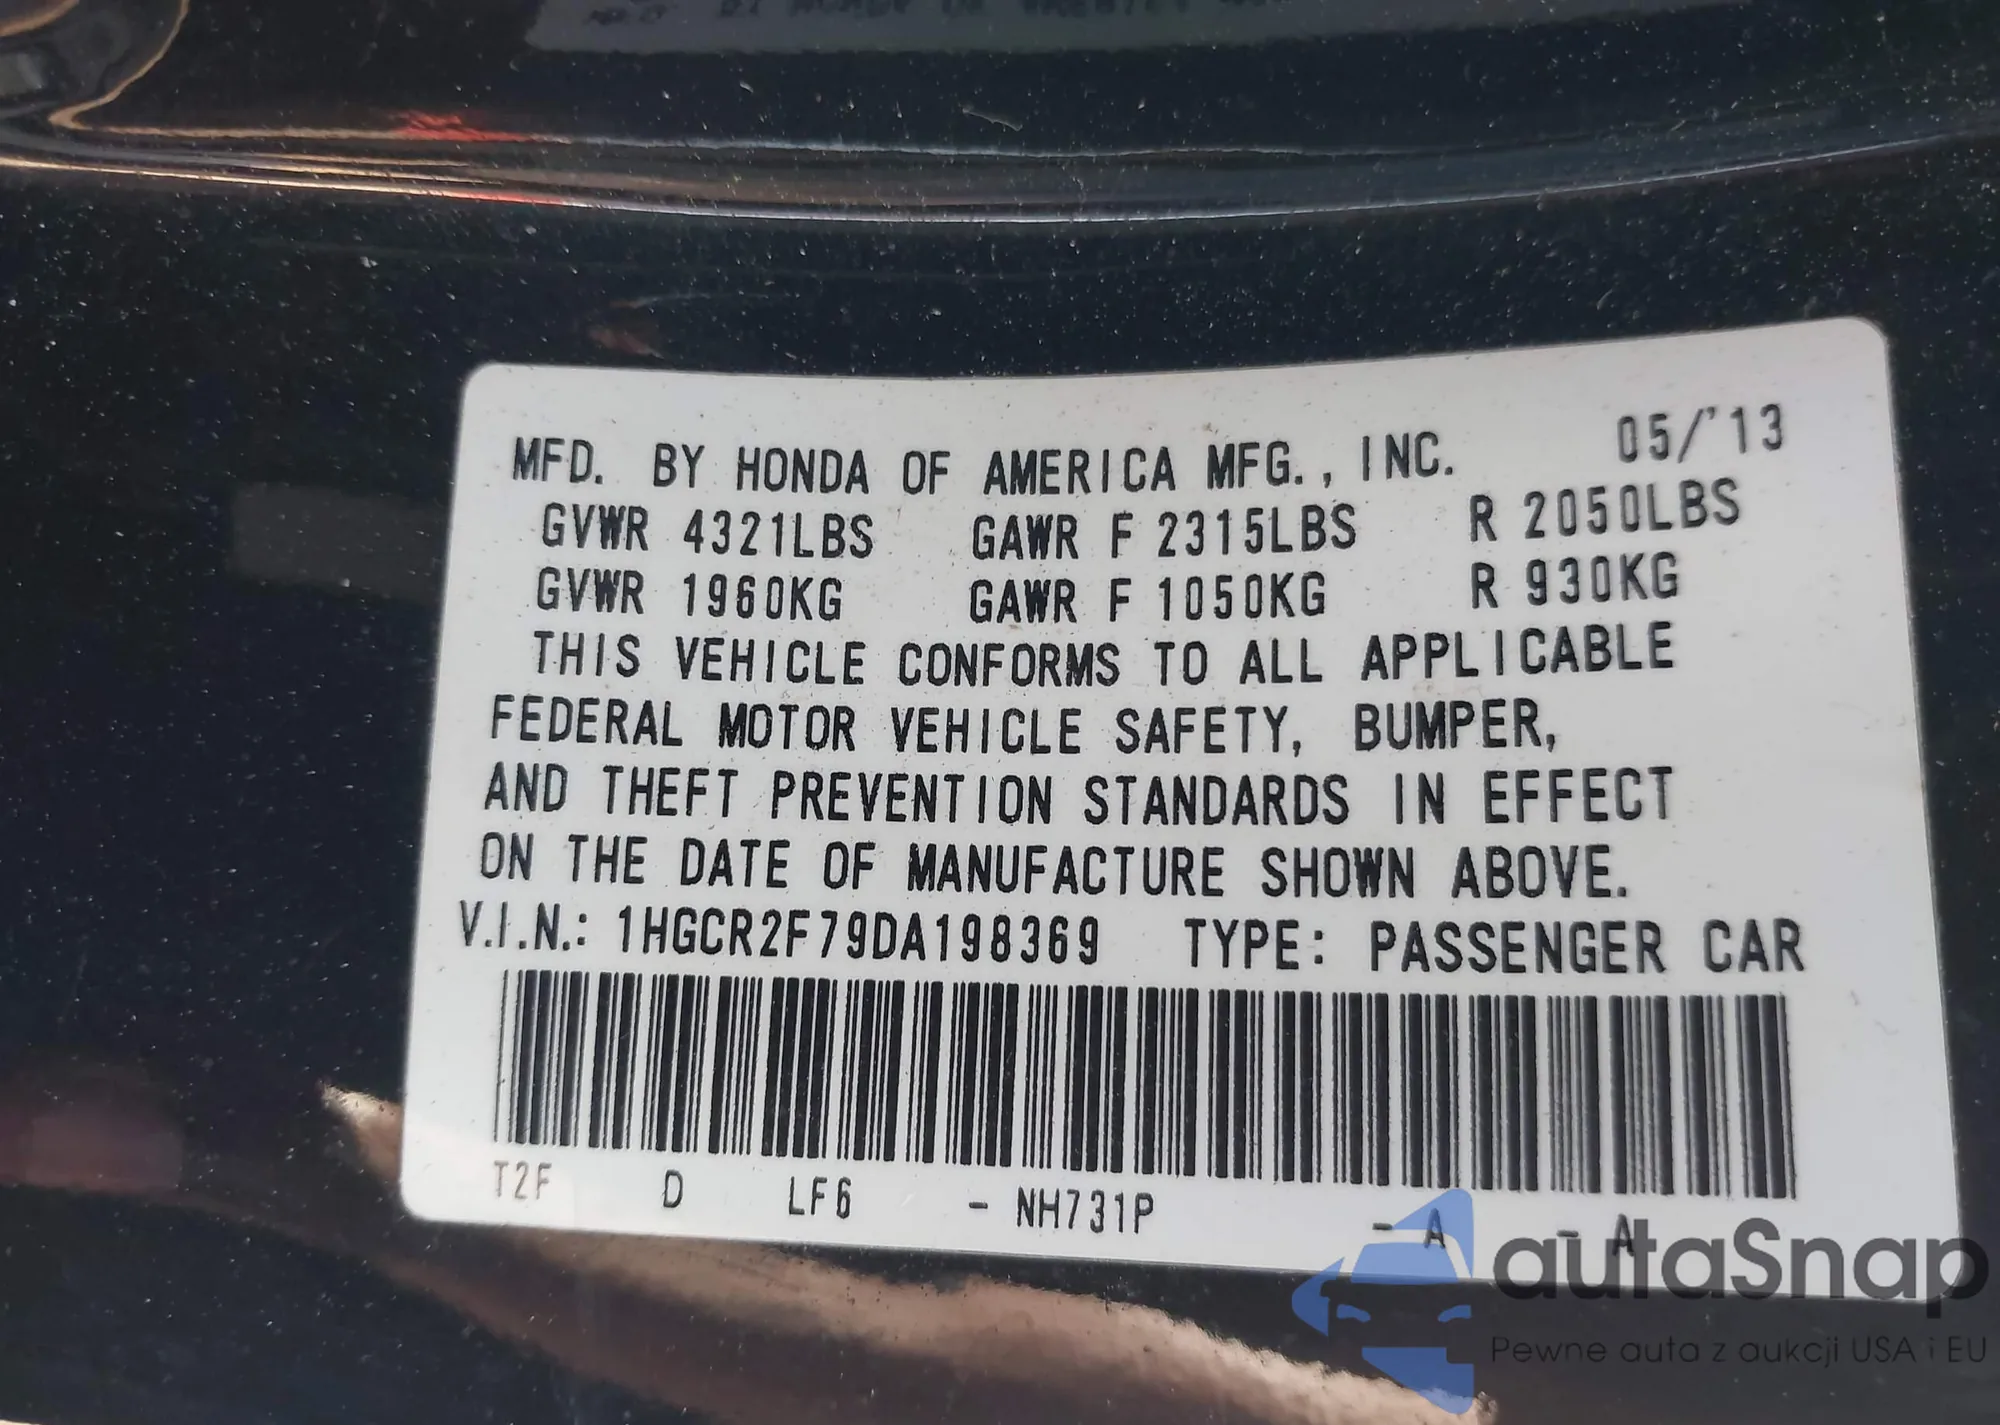 MFD. BY HONDA OF AMERICA MFG., INC. 05/'13
GVWR 4321LBS GAWR F 2315LBS R 2050LBS
GVWR 1960KG GAWR F 1050KG R 930KG
THIS VEHICLE CONFORMS TO ALL APPLICABLE
FEDERAL MOTOR VEHICLE SAFETY, BUMPER,
AND THEFT PREVENTION STANDARDS IN EFFECT
ON THE DATE OF MANUFACTURE SHOWN ABOVE.
V.I.N.: 1HGCR2F79DA198369 TYPE: PASSENGER CAR
T2F D LF6 - NH731P - A - A
autaSnap
Pewne auta z aukcji USA i EU